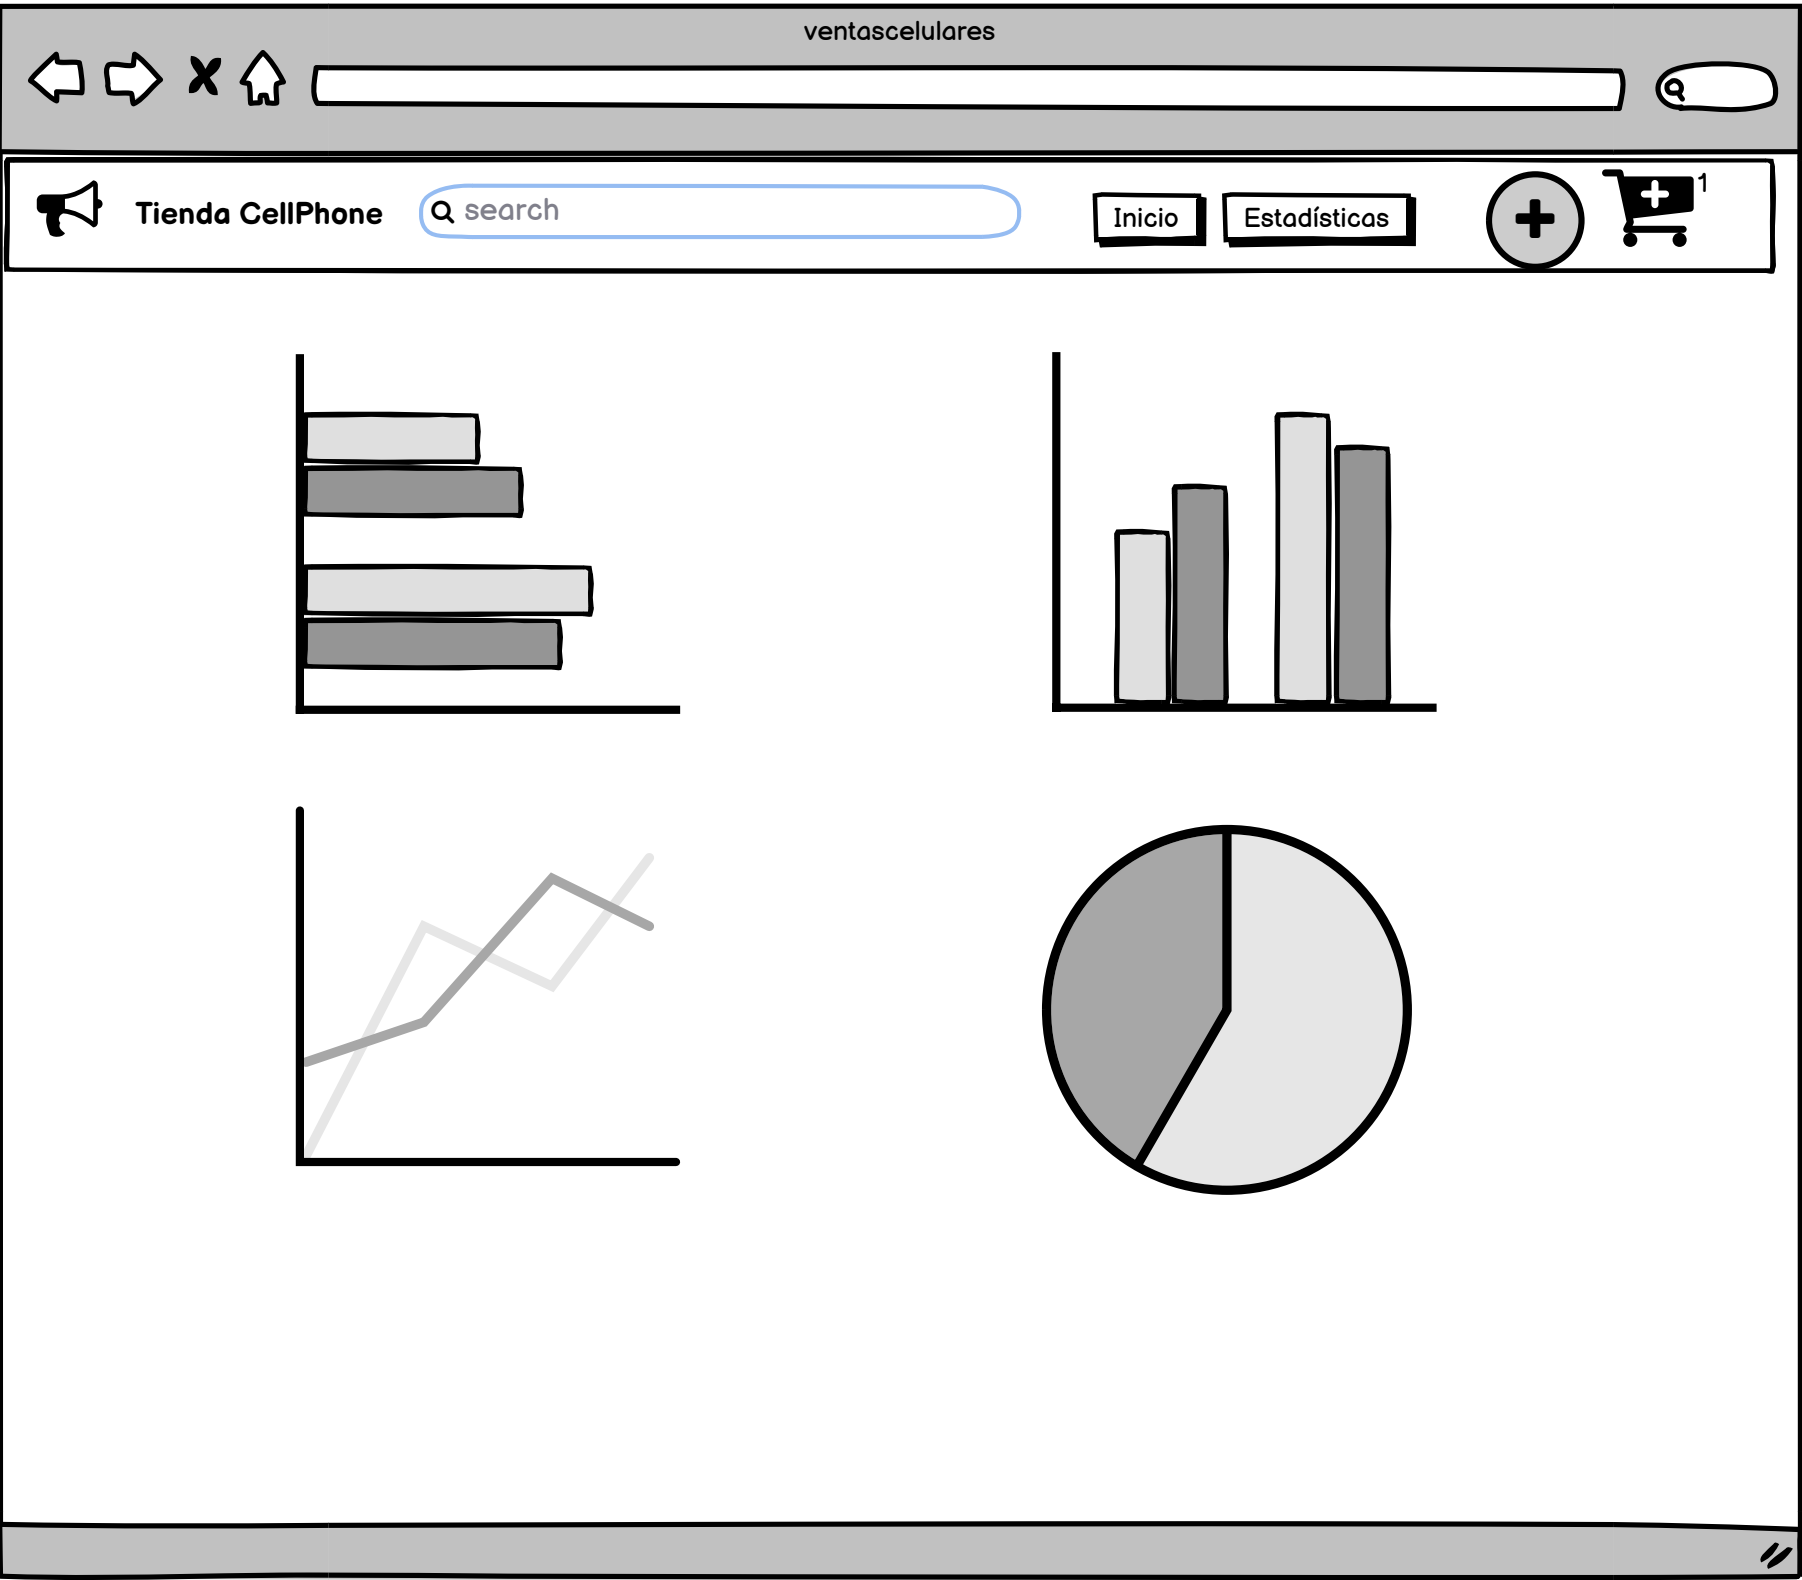 ventascelulares
Tienda CellPhone
search
Inicio
Estadísticas
1